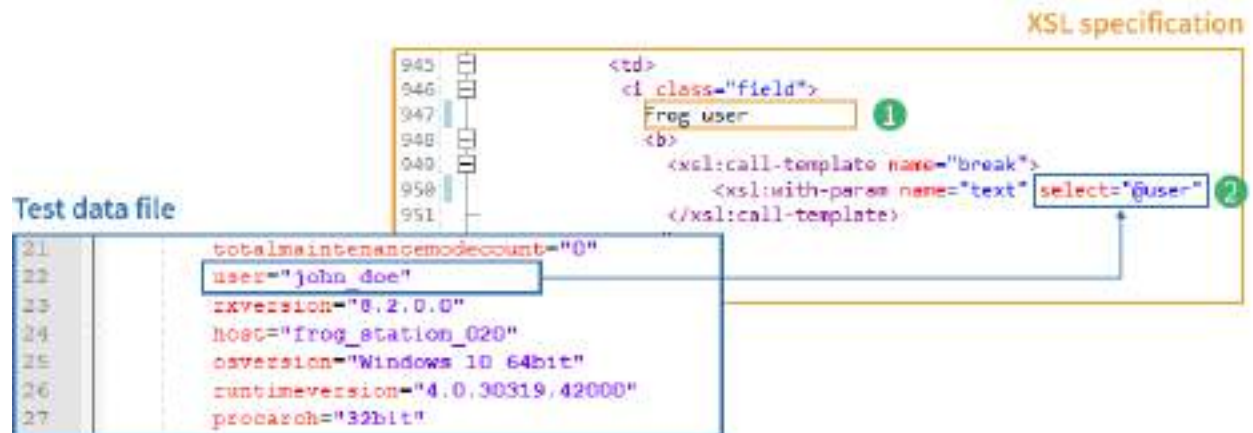 XSL specification
945 <td>
946 <i class="field">
947 Frog user 1
948 <b>
949 <xsl:call-template name="break">
950 <xsl:with-param name="text" select="@user" 2
951 </xsl:call-template>
Test data file
21 totalmaintenancemodecount="0"
22 user="john_doe"
23 rxversion="8.2.0.0"
24 host="frog_station_020"
25 osversion="Windows 10 64bit"
26 runtimeversion="4.0.30319.42000"
27 procarch="32bit"